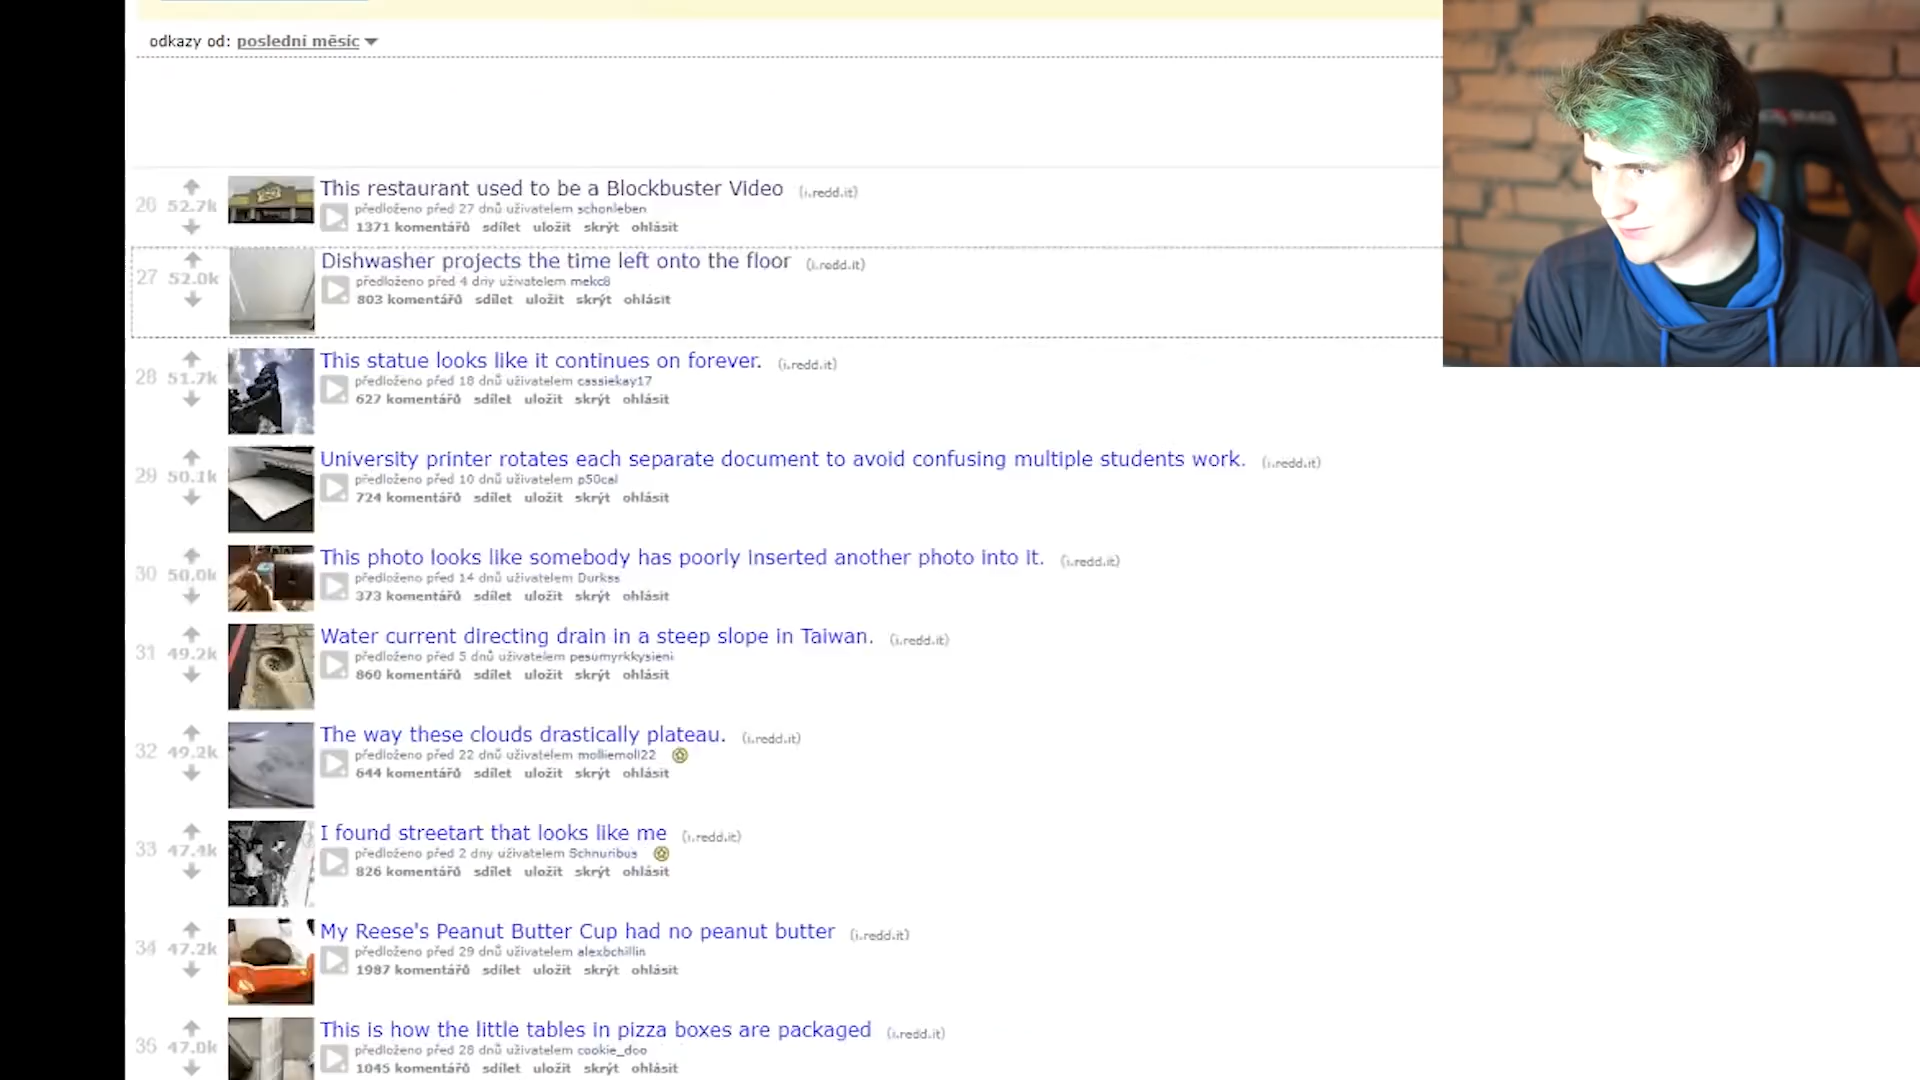 odkazy od: poslední měsíc
26 52.7k
This restaurant used to be a Blockbuster Video (i.redd.it)
předloženo před 27 dnů uživatelem schonleben
1371 komentářů sdílet uložit skrýt ohlásit
27 52.0k
Dishwasher projects the time left onto the floor (i.redd.it)
předloženo před 4 dny uživatelem mekc8
803 komentářů sdílet uložit skrýt ohlásit
28 51.7k
This statue looks like it continues on forever. (i.redd.it)
předloženo před 18 dnů uživatelem cassiekay17
627 komentářů sdílet uložit skrýt ohlásit
29 50.1k
University printer rotates each separate document to avoid confusing multiple students work. (i.redd.it)
předloženo před 10 dnů uživatelem p50cal
724 komentářů sdílet uložit skrýt ohlásit
30 50.0k
This photo looks like somebody has poorly inserted another photo into it. (i.redd.it)
předloženo před 14 dnů uživatelem Durkss
373 komentářů sdílet uložit skrýt ohlásit
31 49.2k
Water current directing drain in a steep slope in Taiwan. (i.redd.it)
předloženo před 5 dnů uživatelem pesumyrkkysieni
860 komentářů sdílet uložit skrýt ohlásit
32 49.2k
The way these clouds drastically plateau. (i.redd.it)
předloženo před 22 dnů uživatelem molliemoll22
644 komentářů sdílet uložit skrýt ohlásit
33 47.4k
I found streetart that looks like me (i.redd.it)
předloženo před 2 dny uživatelem Schnuribus
826 komentářů sdílet uložit skrýt ohlásit
34 47.2k
My Reese's Peanut Butter Cup had no peanut butter (i.redd.it)
předloženo před 29 dnů uživatelem alexbchillin
1987 komentářů sdílet uložit skrýt ohlásit
35 47.0k
This is how the little tables in pizza boxes are packaged (i.redd.it)
předloženo před 28 dnů uživatelem cookie_doo
1045 komentářů sdílet uložit skrýt ohlásit